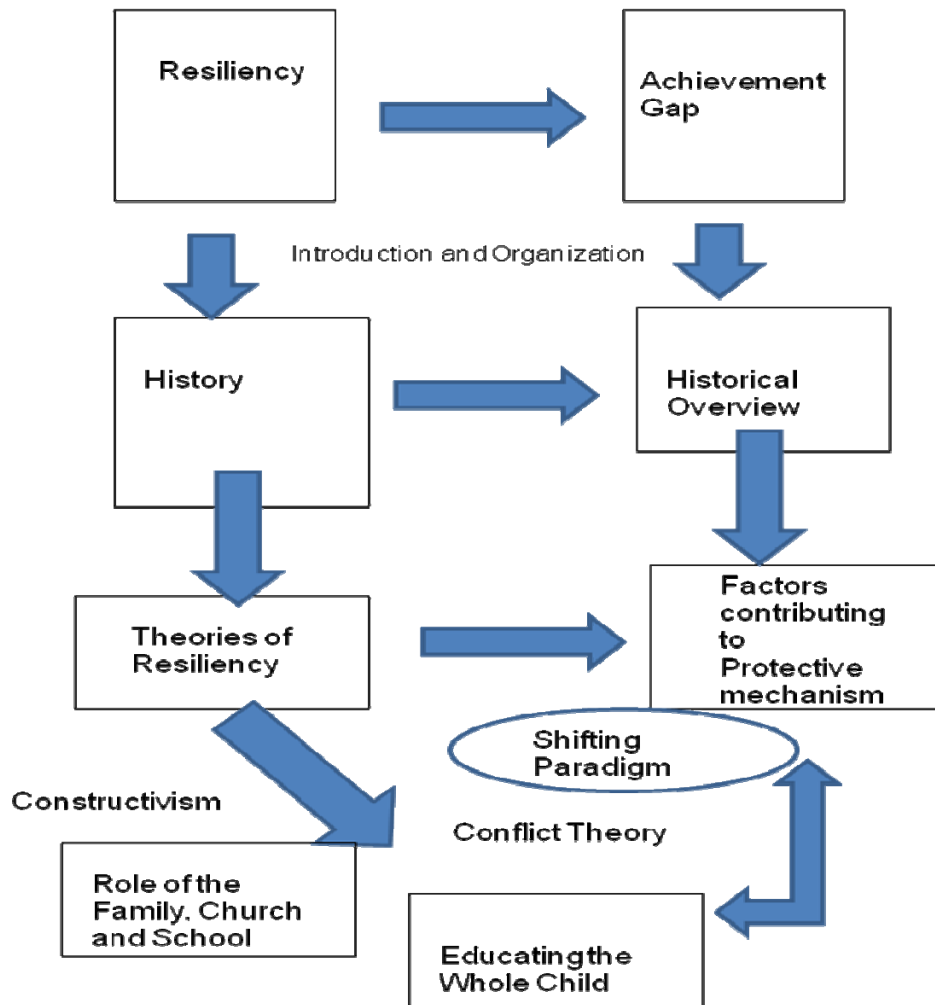 Resiliency
Achievement
Gap
Introduction and Organization
History
Historical
Overview
Theories of
Resiliency
Factors
contributing
to
Protective
mechanism
Shifting
Paradigm
Constructivism
Conflict Theory
Role of the
Family, Church
and School
Educating the
Whole Child